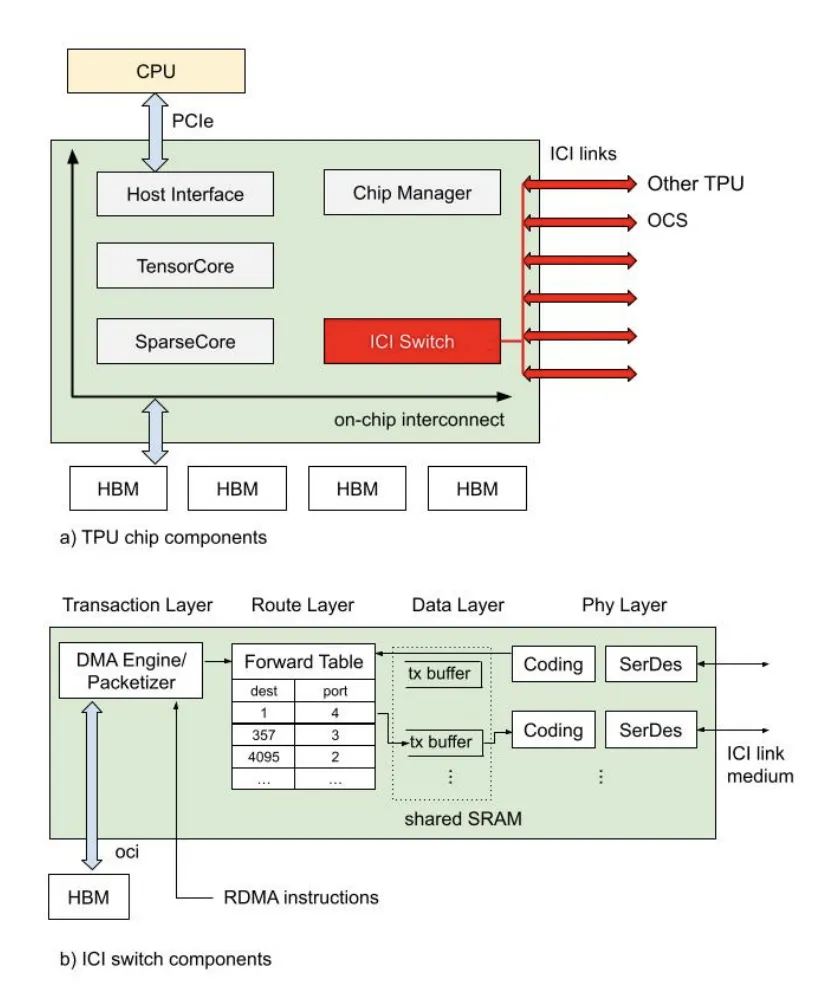 CPU
PCIe
ICI links
Host Interface
Chip Manager
Other TPU
OCS
TensorCore
SparseCore
ICI Switch
on-chip interconnect
HBM HBM HBM HBM
a) TPU chip components
Transaction Layer Route Layer Data Layer Phy Layer
DMA Engine/
Packetizer
Forward Table
dest port
1 4
357 3
4095 2
... ...
tx buffer
Coding SerDes
tx buffer
Coding SerDes
ICI link
medium
shared SRAM
oci
HBM
RDMA instructions
b) ICI switch components